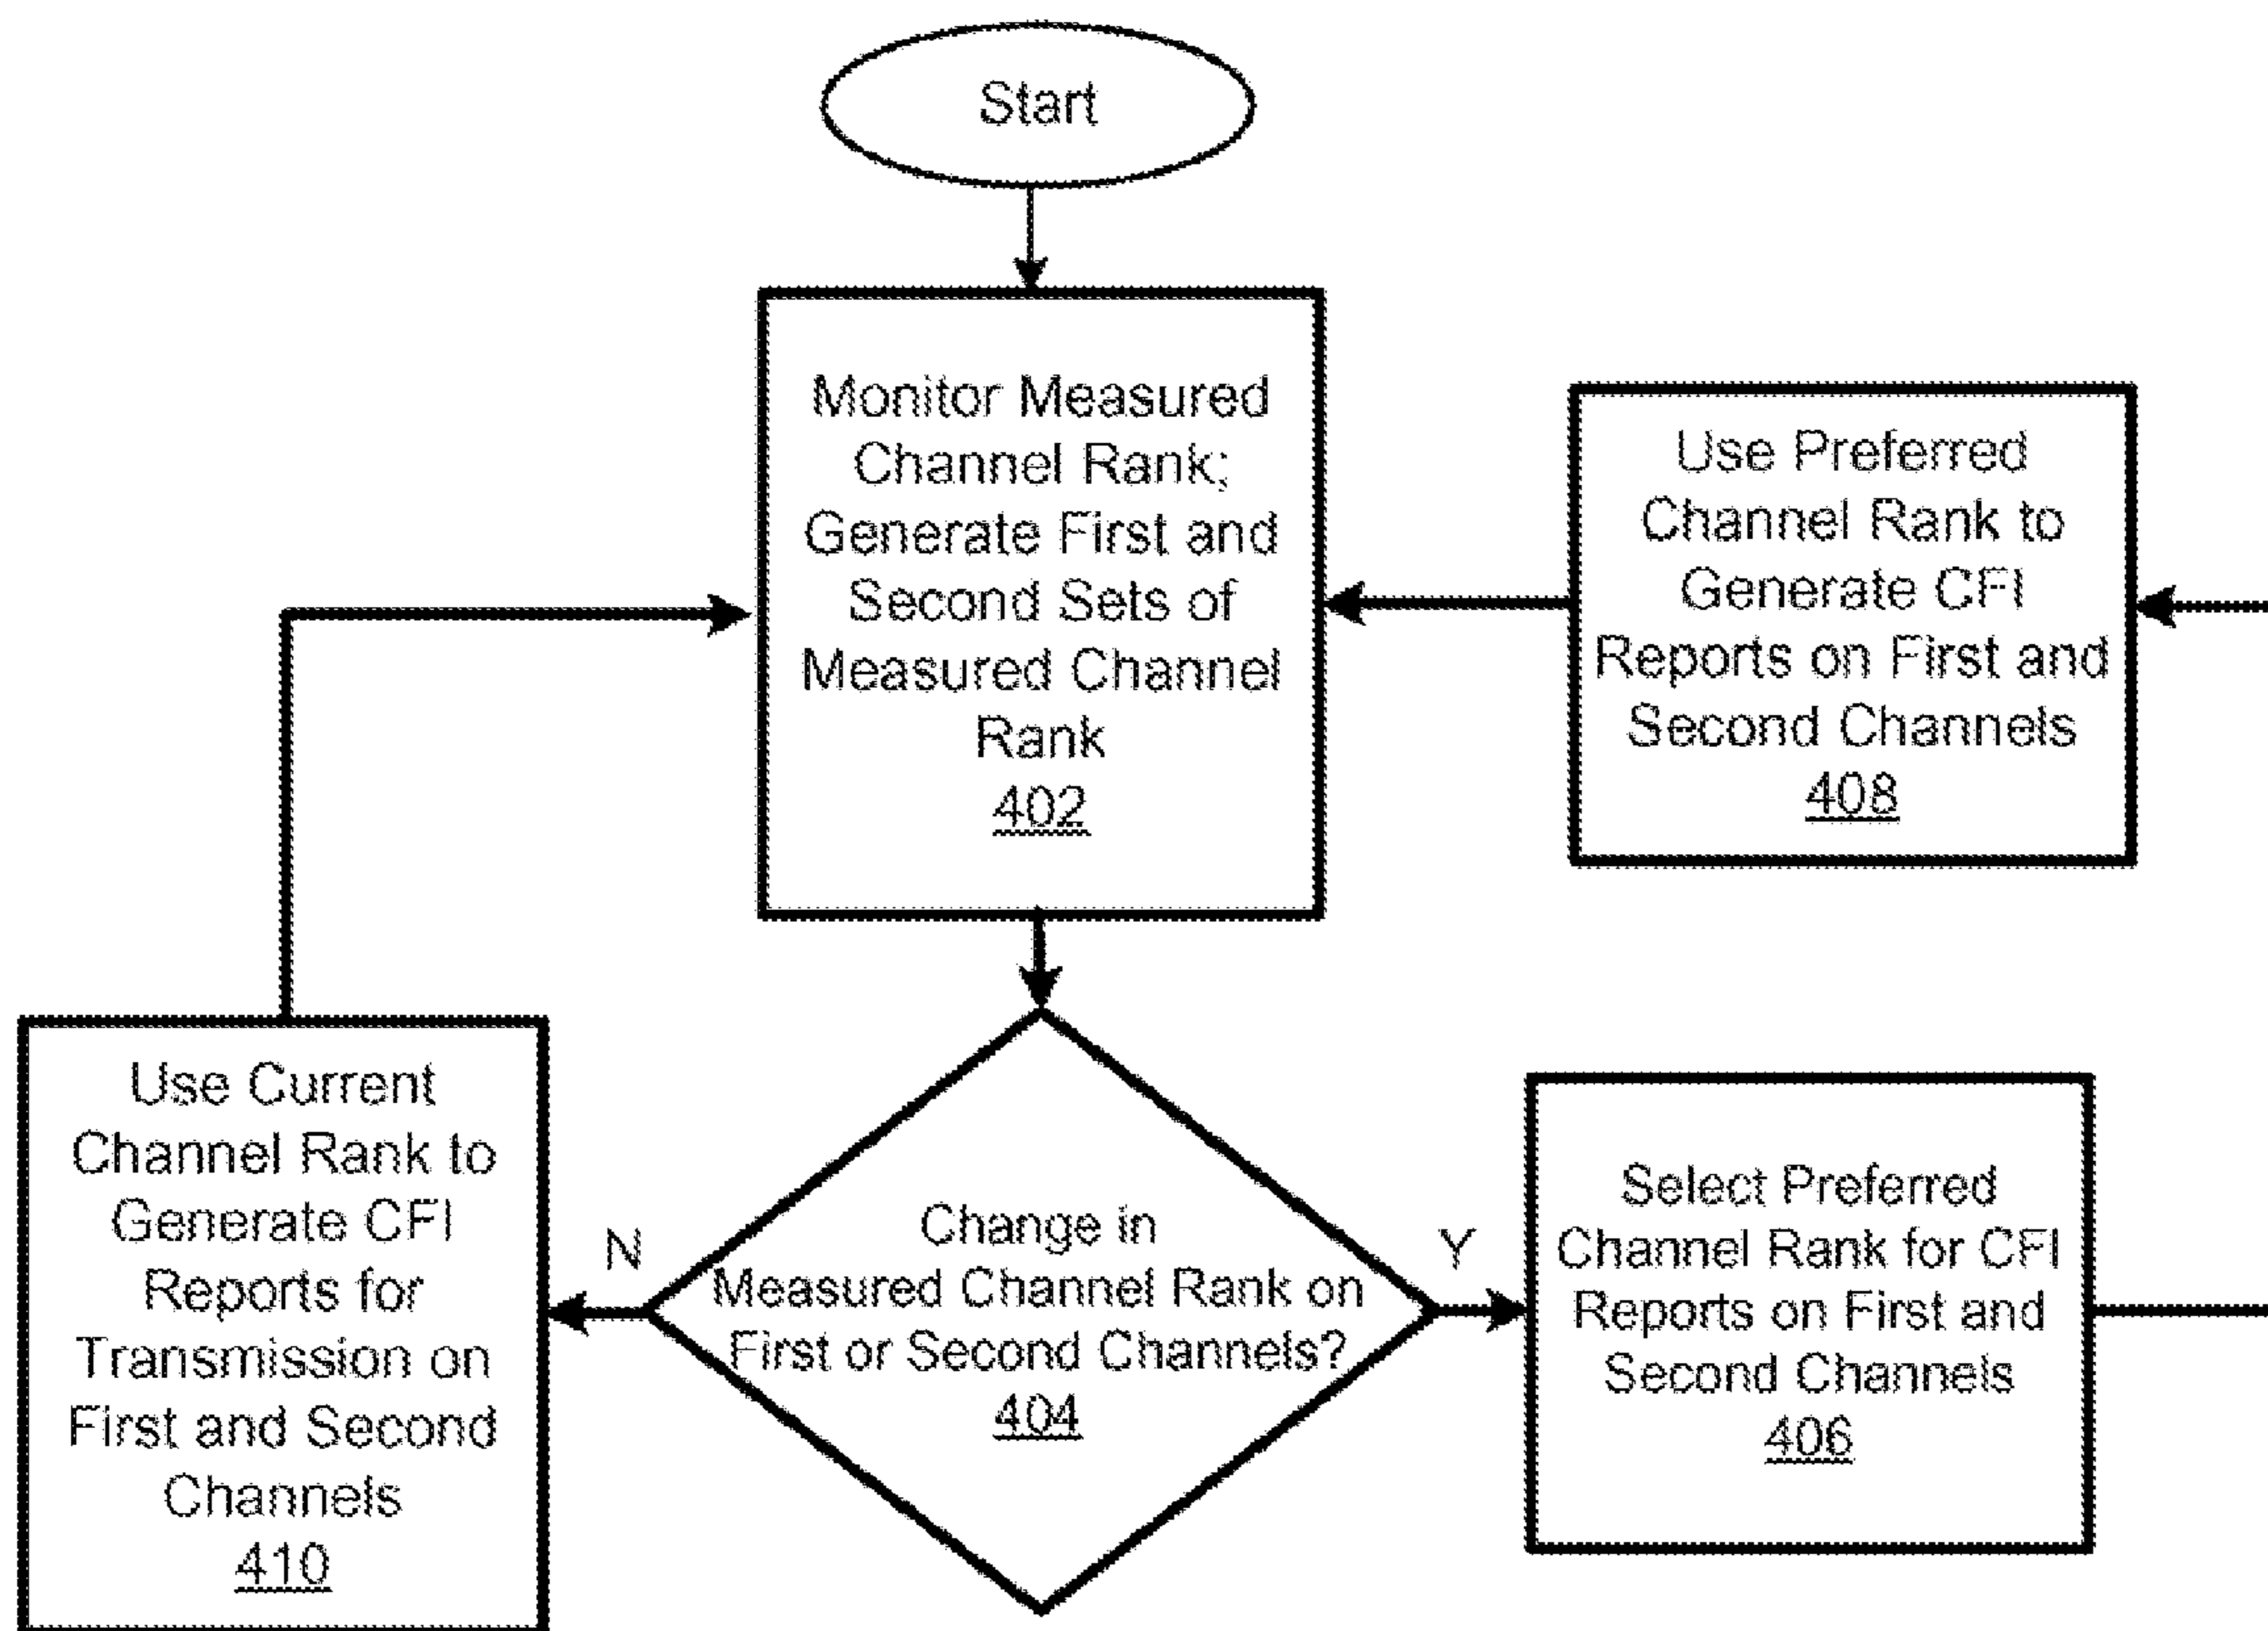 Start
Monitor Measured
Channel Rank;
Generate First and
Second Sets of
Measured Channel
Rank
402
Use Preferred
Channel Rank to
Generate CFI
Reports on First and
Second Channels
408
Use Current
Channel Rank to
Generate CFI
Reports for
Transmission on
First and Second
Channels
410
N
Change in
Measured Channel Rank on
First or Second Channels?
404
Y
Select Preferred
Channel Rank for CFI
Reports on First and
Second Channels
406